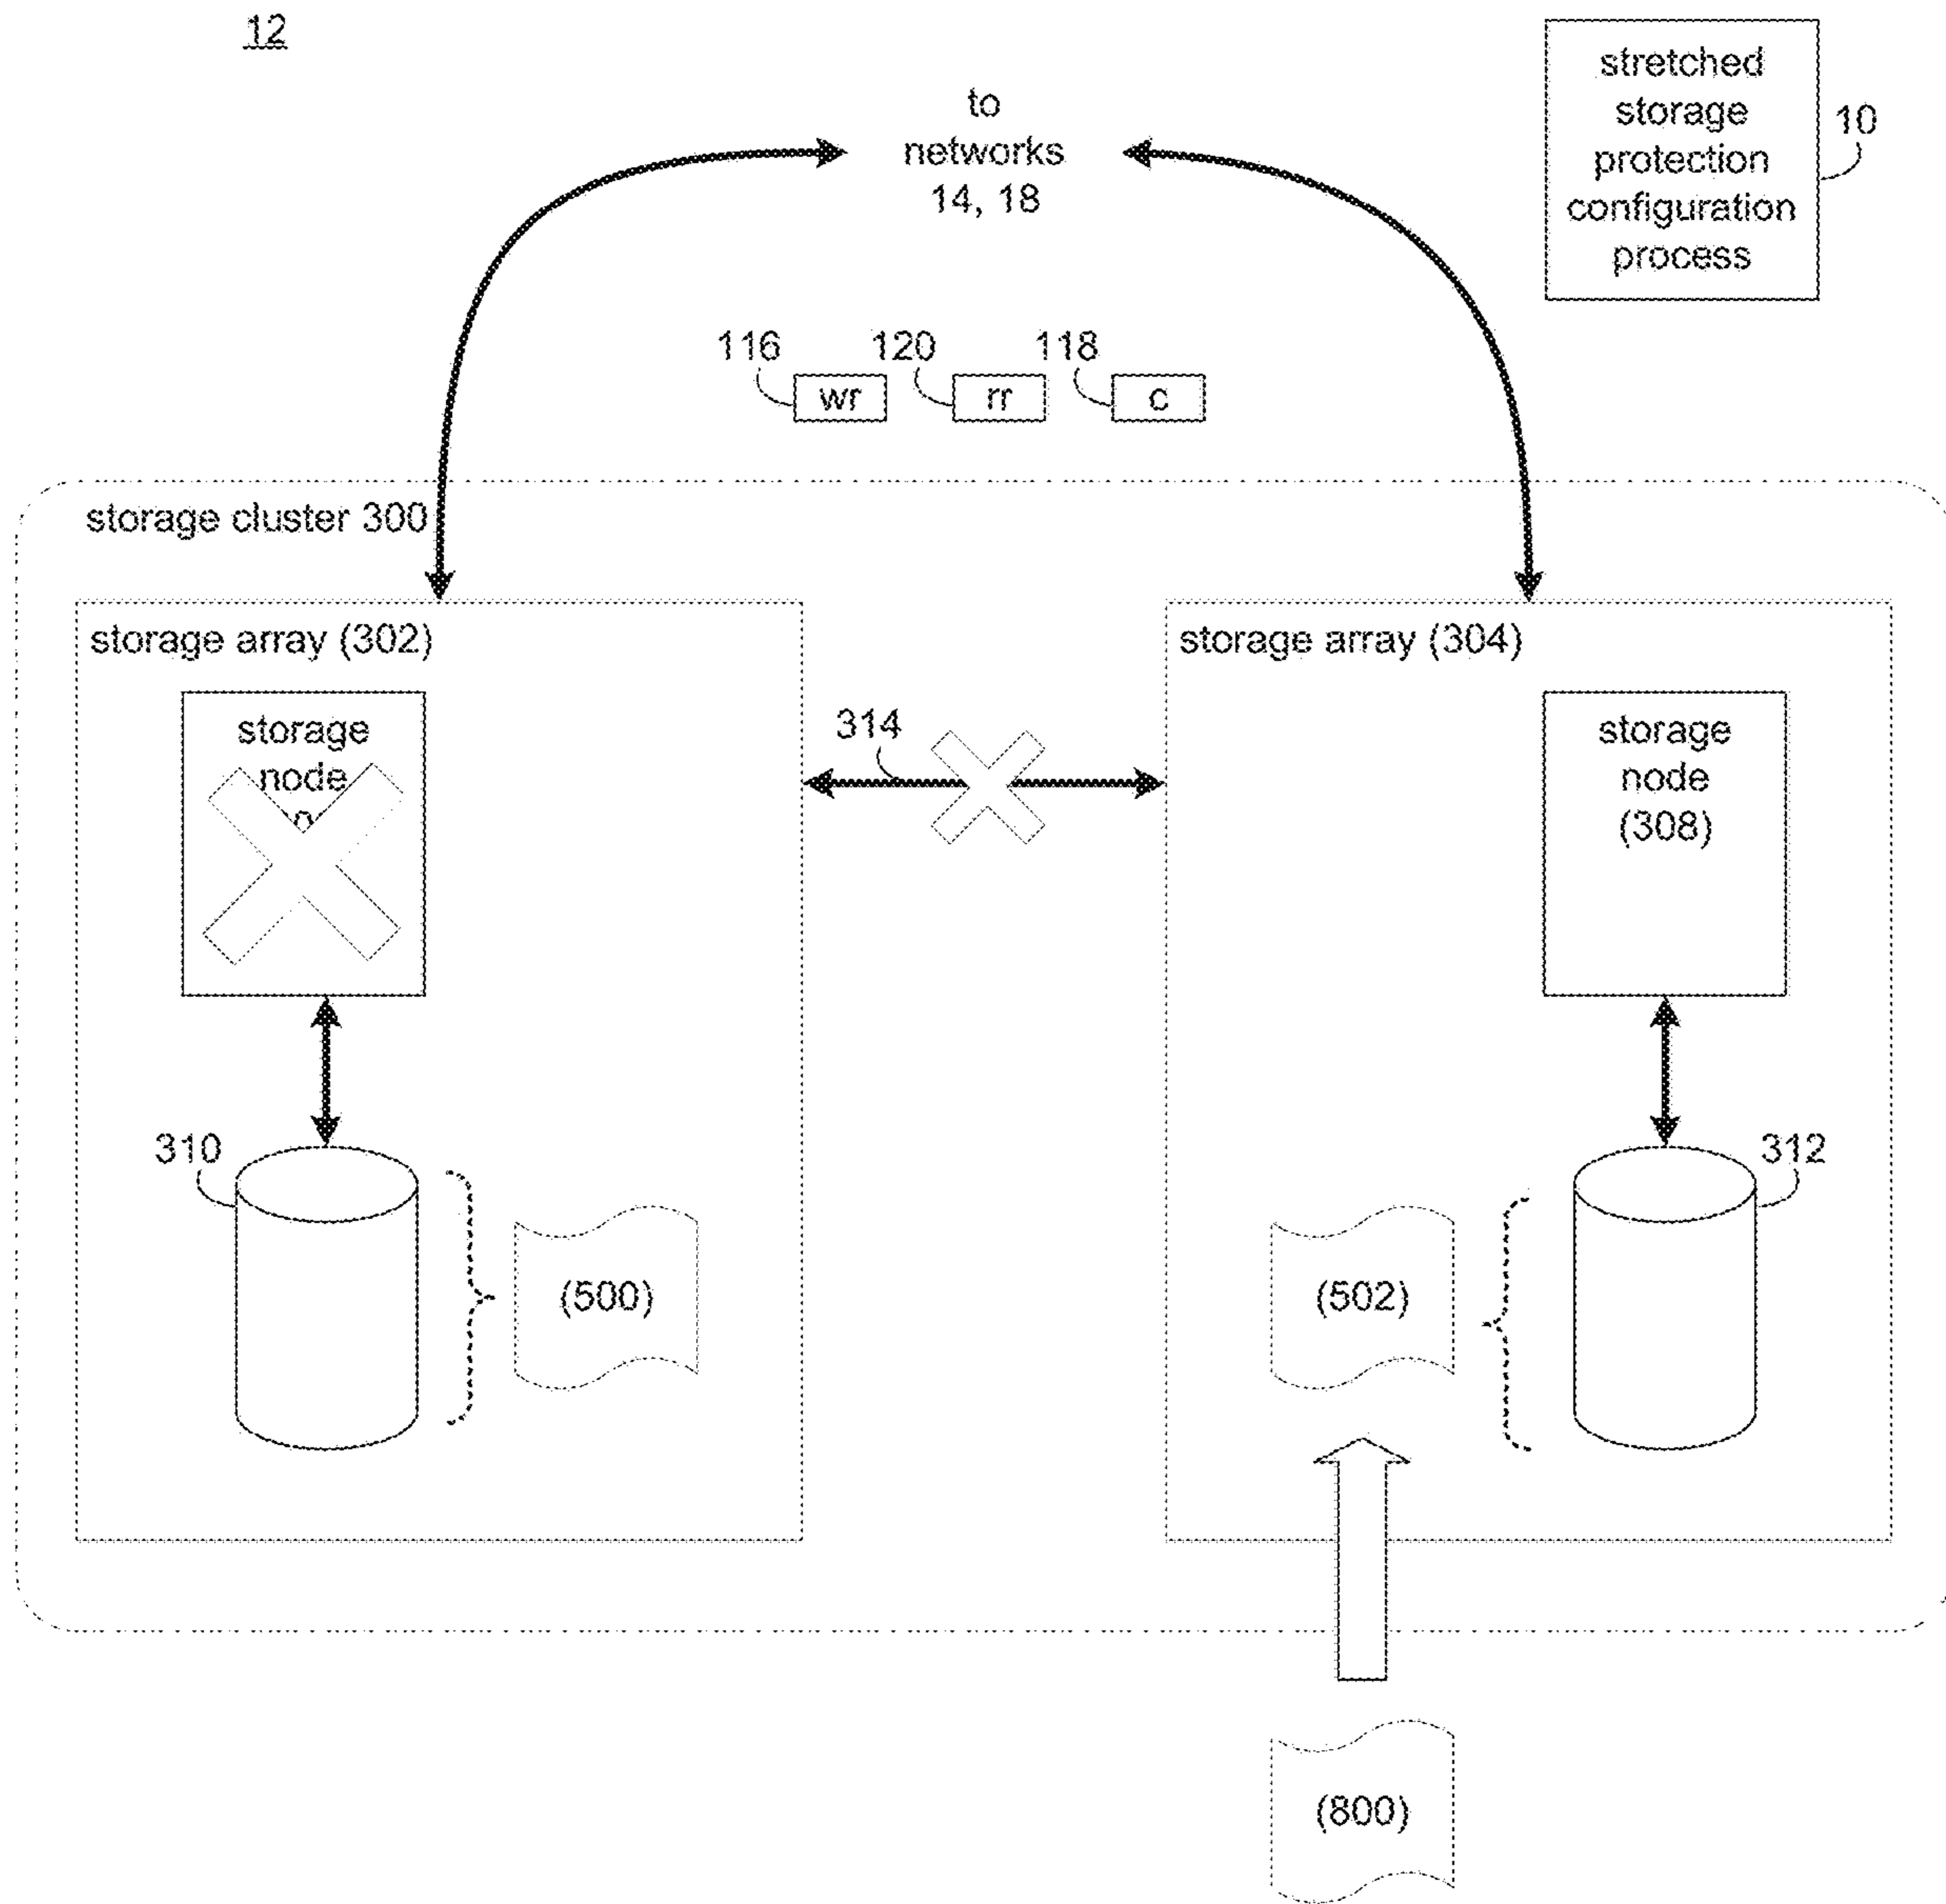 12
to
networks
14, 18
stretched
storage
protection
configuration
process
10
116
120
118
wr
rr
c
storage cluster 300
storage array (302)
storage array (304)
storage
node
314
storage
node
(308)
310
312
(500)
(502)
(800)